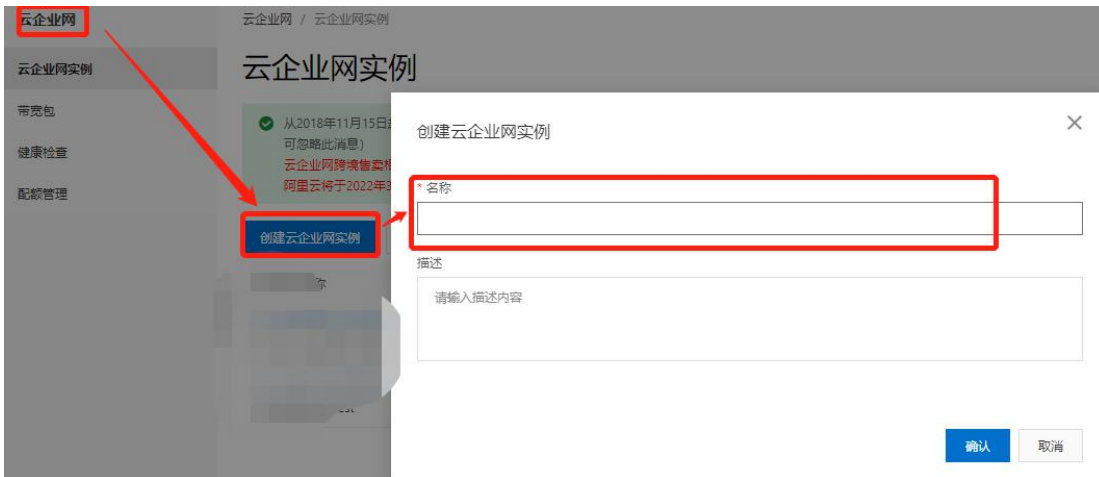 云企业网
云企业网 / 云企业网实例
云企业网实例
云企业网实例
带宽包
健康检查
配额管理
从2018年11月15日
可忽略此消息)
云企业网跨境售卖
阿里云将于2022年3
创建云企业网实例
你
创建云企业网实例
* 名称
描述
请输入描述内容
确认
取消